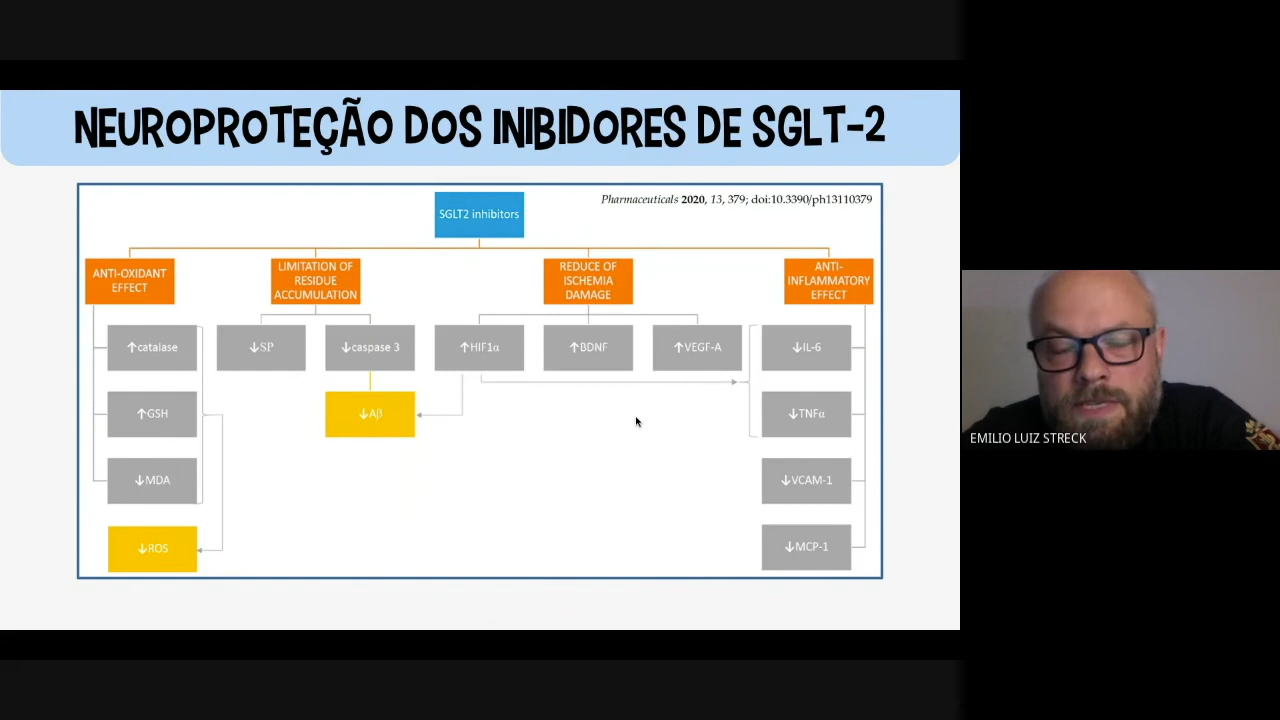 NEUROPROTEÇÃO DOS INIBIDORES DE SGLT-2
Pharmaceuticals 2020, 13, 379; doi:10.3390/ph13110379
SGLT2 inhibitors
ANTI-OXIDANT
EFFECT
LIMITATION OF
RESIDUE
ACCUMULATION
REDUCE OF
ISCHEMIA
DAMAGE
ANTI-
INFLAMMATORY
EFFECT
↑catalase
↓SP
↓caspase 3
↑HIF1α
↑BDNF
↑VEGF-A
↓IL-6
↑GSH
↓Aβ
↓TNFα
↓MDA
↓VCAM-1
↓ROS
↓MCP-1
EMILIO LUIZ STRECK